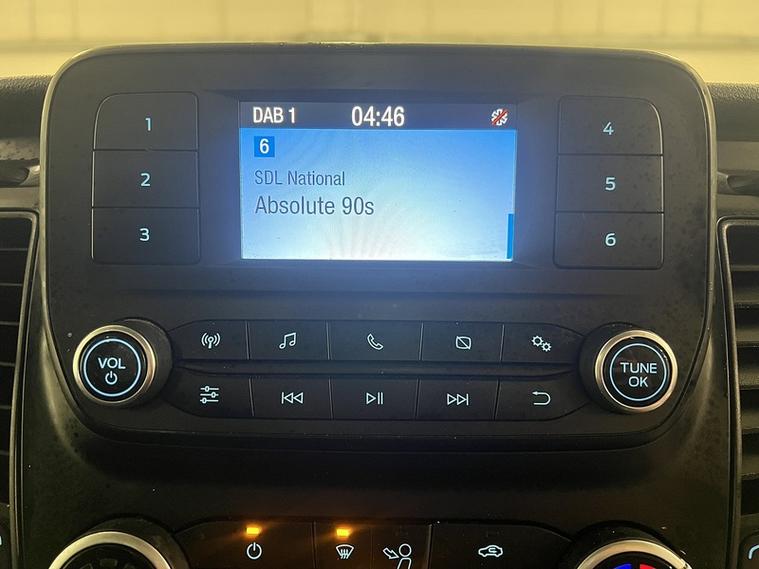 DAB 1 04:46
6
SDL National
Absolute 90s
1
2
3
4
5
6
VOL
TUNE
OK